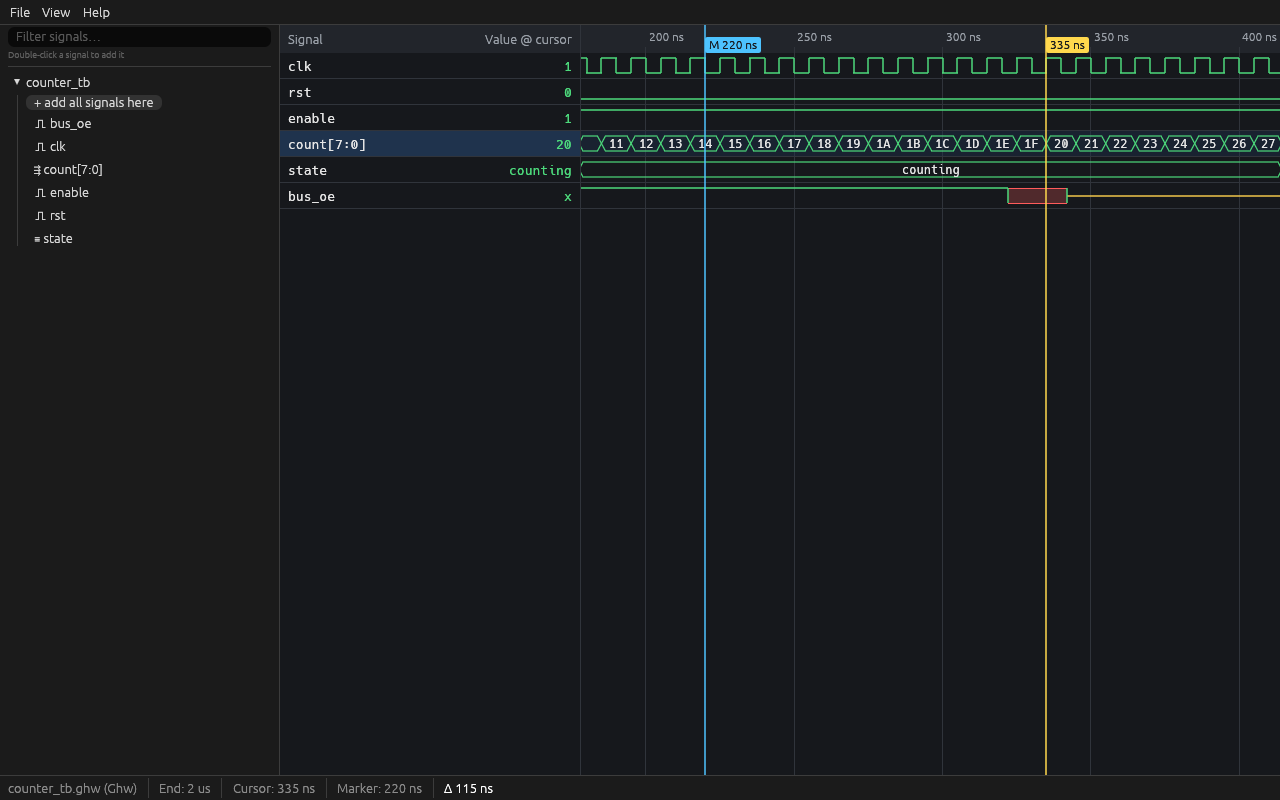 File View Help
Filter signals...
Double-click a signal to add it
counter_tb
+ add all signals here
bus_oe
clk
count[7:0]
enable
rst
state
Signal Value @ cursor
200 ns 250 ns 300 ns 350 ns 400 ns
M 220 ns 335 ns
clk 1
rst 0
enable 1
count[7:0] 20 11 12 13 14 15 16 17 18 19 1A 1B 1C 1D 1E 1F 20 21 22 23 24 25 26 27
state counting counting
bus_oe x
counter_tb.ghw (Ghw) End: 2 us Cursor: 335 ns Marker: 220 ns Δ 115 ns